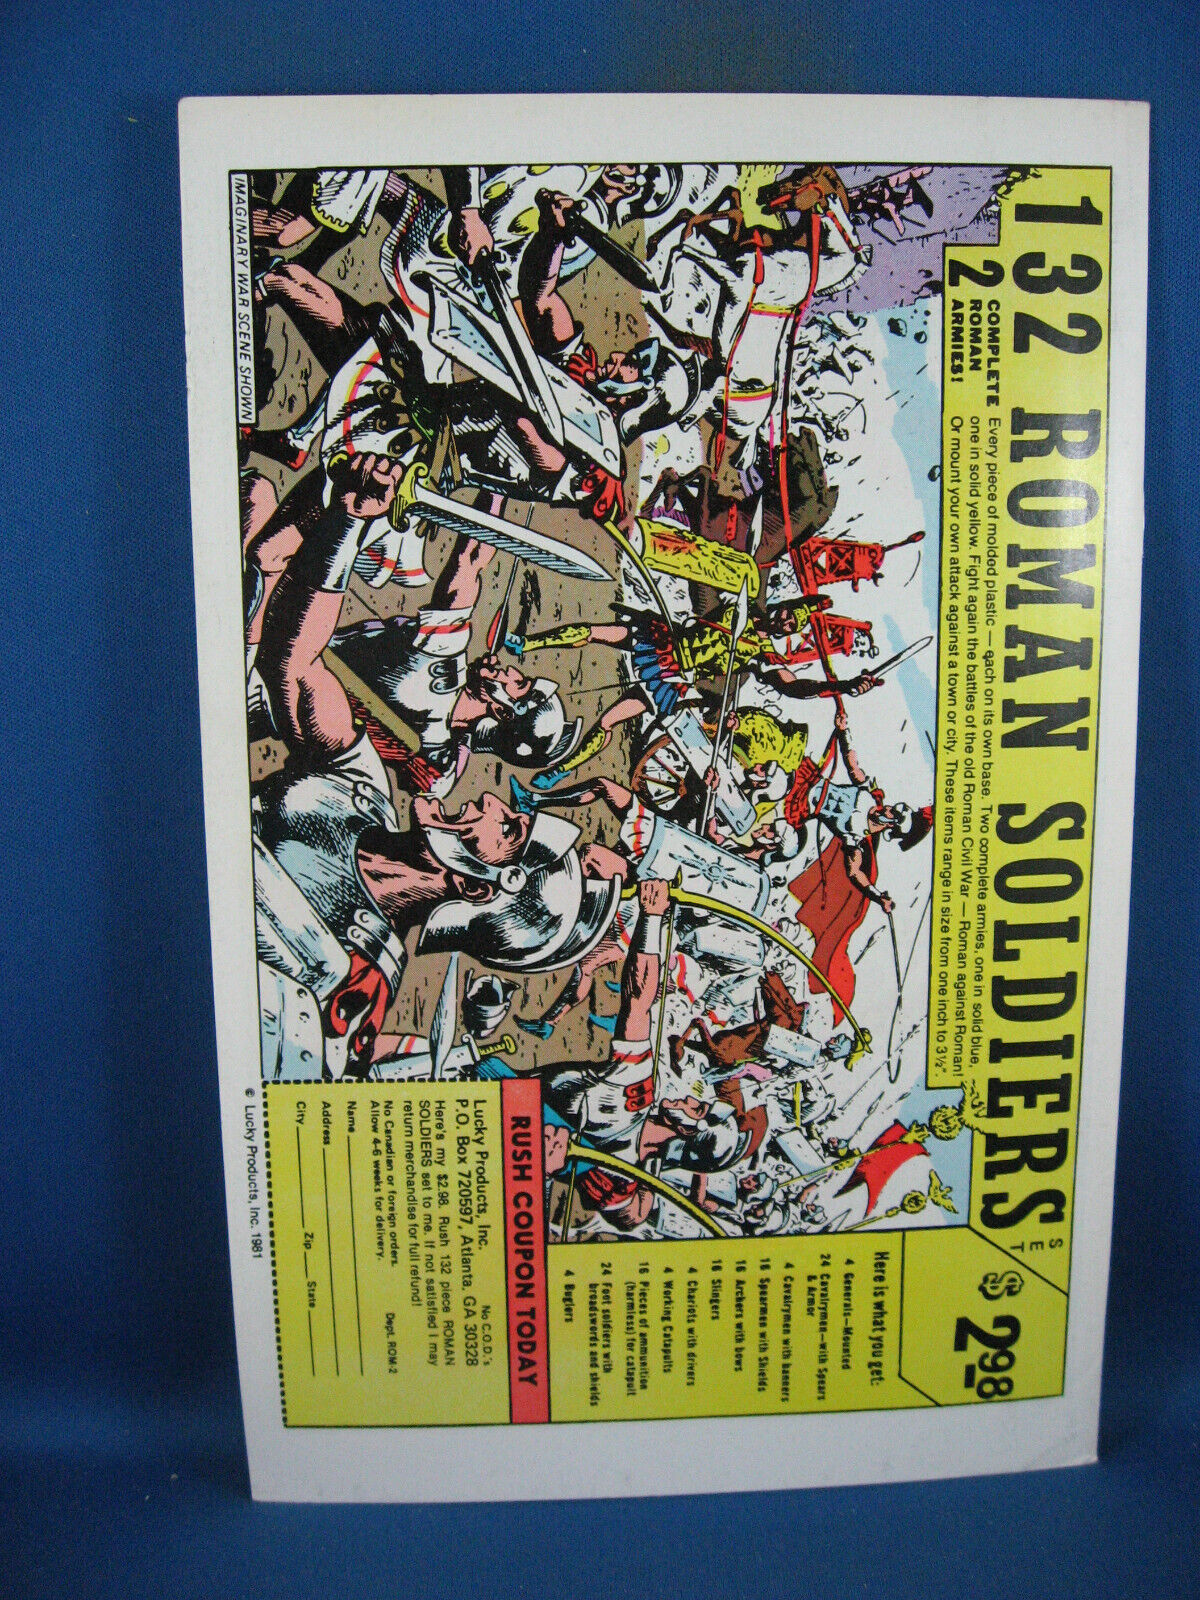 132 ROMAN SOLDIERS
SET
$2.98
2 COMPLETE
ROMAN
ARMIES!
Every piece of molded plastic — each on its own base. Two complete armies, one in solid blue,
one in solid yellow. Fight again the battles of the old Roman Civil War — Roman against Roman!
Or mount your own attack against a town or city. These items range in size from one inch to 3½".
Here is what you get:
4 Generals—Mounted
24 Cavalrymen—with Spears
& Armor
4 Cavalrymen with banners
16 Spearmen with Shields
16 Archers with bows
16 Slingers
4 Chariots with drivers
4 Working Catapults
16 Pieces of ammunition
(harmless) for catapult
24 Foot soldiers with
broadswords and shields
4 Buglers
RUSH COUPON TODAY
Lucky Products, Inc.
No C.O.D.'s
P.O. Box 720597, Atlanta, GA 30328
Here's my $2.98. Rush 132 piece ROMAN
SOLDIERS set to me. If not satisfied I may
return merchandise for full refund!
No Canadian or foreign orders.
Dept. ROM-2
Allow 4-6 weeks for delivery.
Name
Address
City Zip State
IMAGINARY WAR SCENE SHOWN
© Lucky Products, Inc. 1981